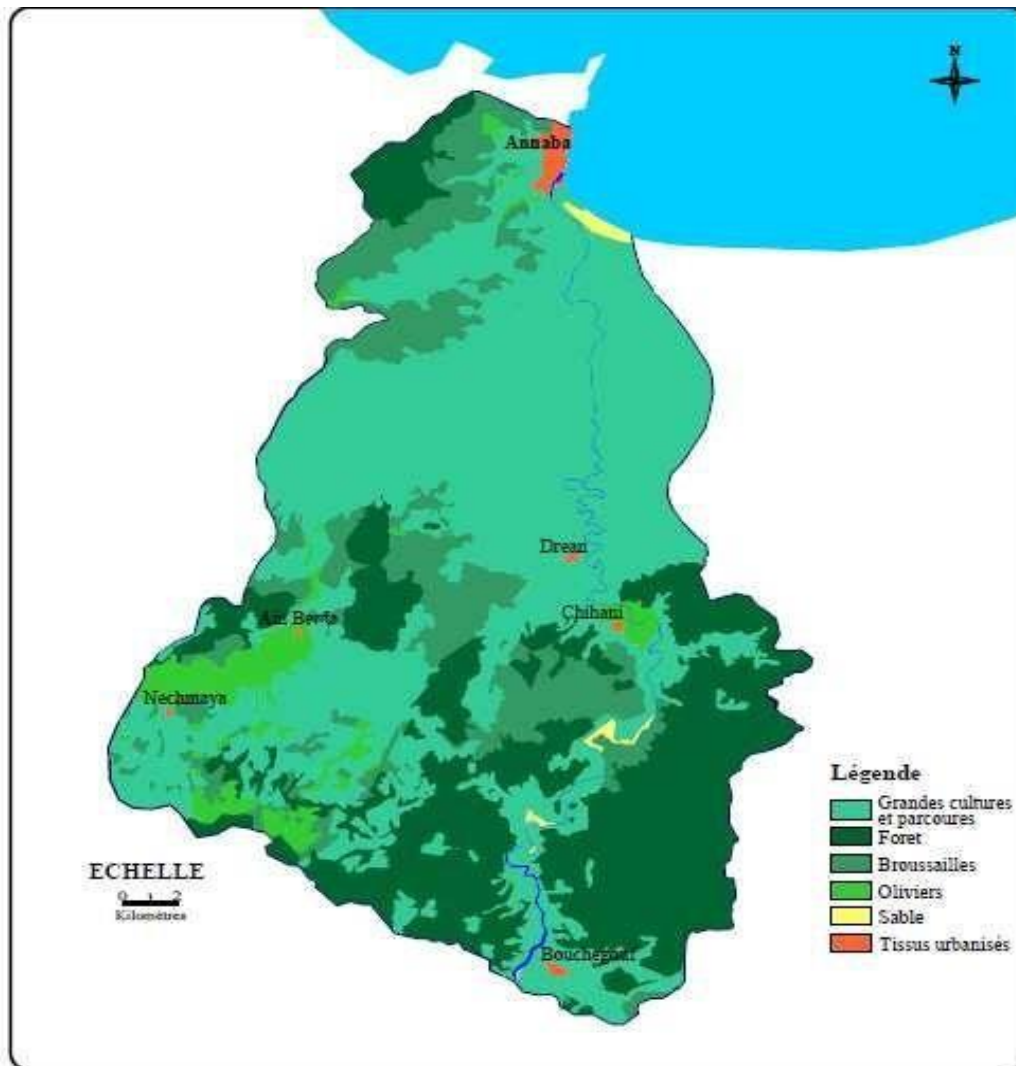 N
Annaba
Drean
Chihani
Ain Berda
Nechmaya
Bouchegouf
Légende
Grandes cultures
et parcoures
Foret
Broussailles
Oliviers
Sable
Tissus urbanisés
ECHELLE
0 1 2
Kilomètres